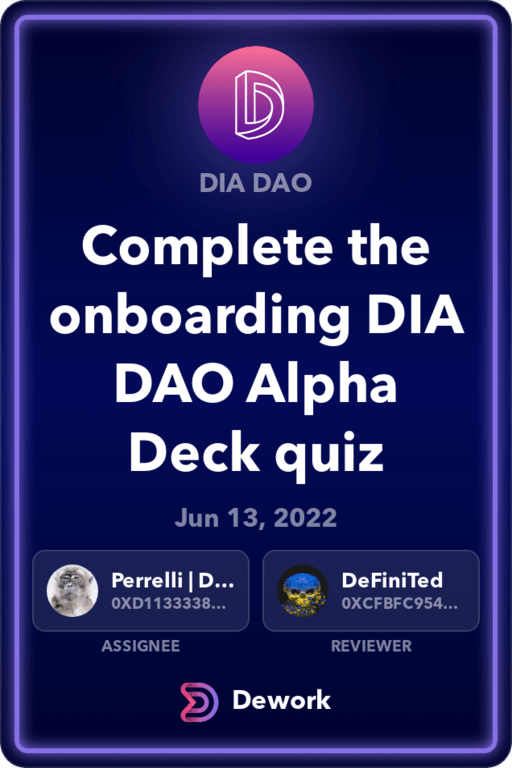 DIA DAO
Complete the
onboarding DIA
DAO Alpha
Deck quiz
Jun 13, 2022
Perrelli | D...
0XD1133338...
DeFiniTed
0XCFBFC954...
ASSIGNEE
REVIEWER
Dework